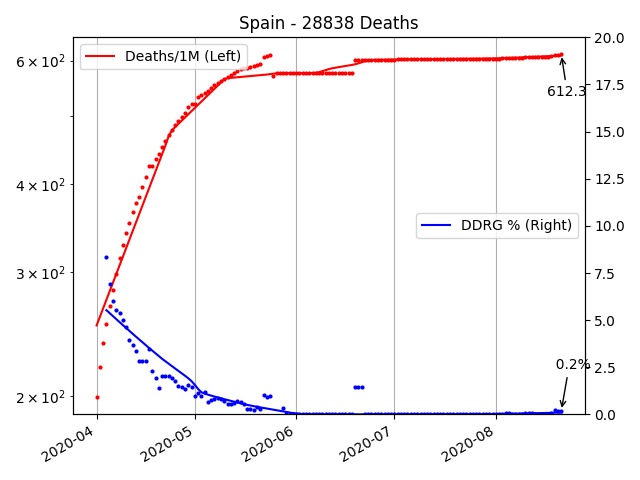 Spain - 28838 Deaths
Deaths/1M (Left)
DDRG % (Right)
612.3
0.2%
6 × 10²
4 × 10²
3 × 10²
2 × 10²
20.0
17.5
15.0
12.5
10.0
7.5
5.0
2.5
0.0
2020-04
2020-05
2020-06
2020-07
2020-08